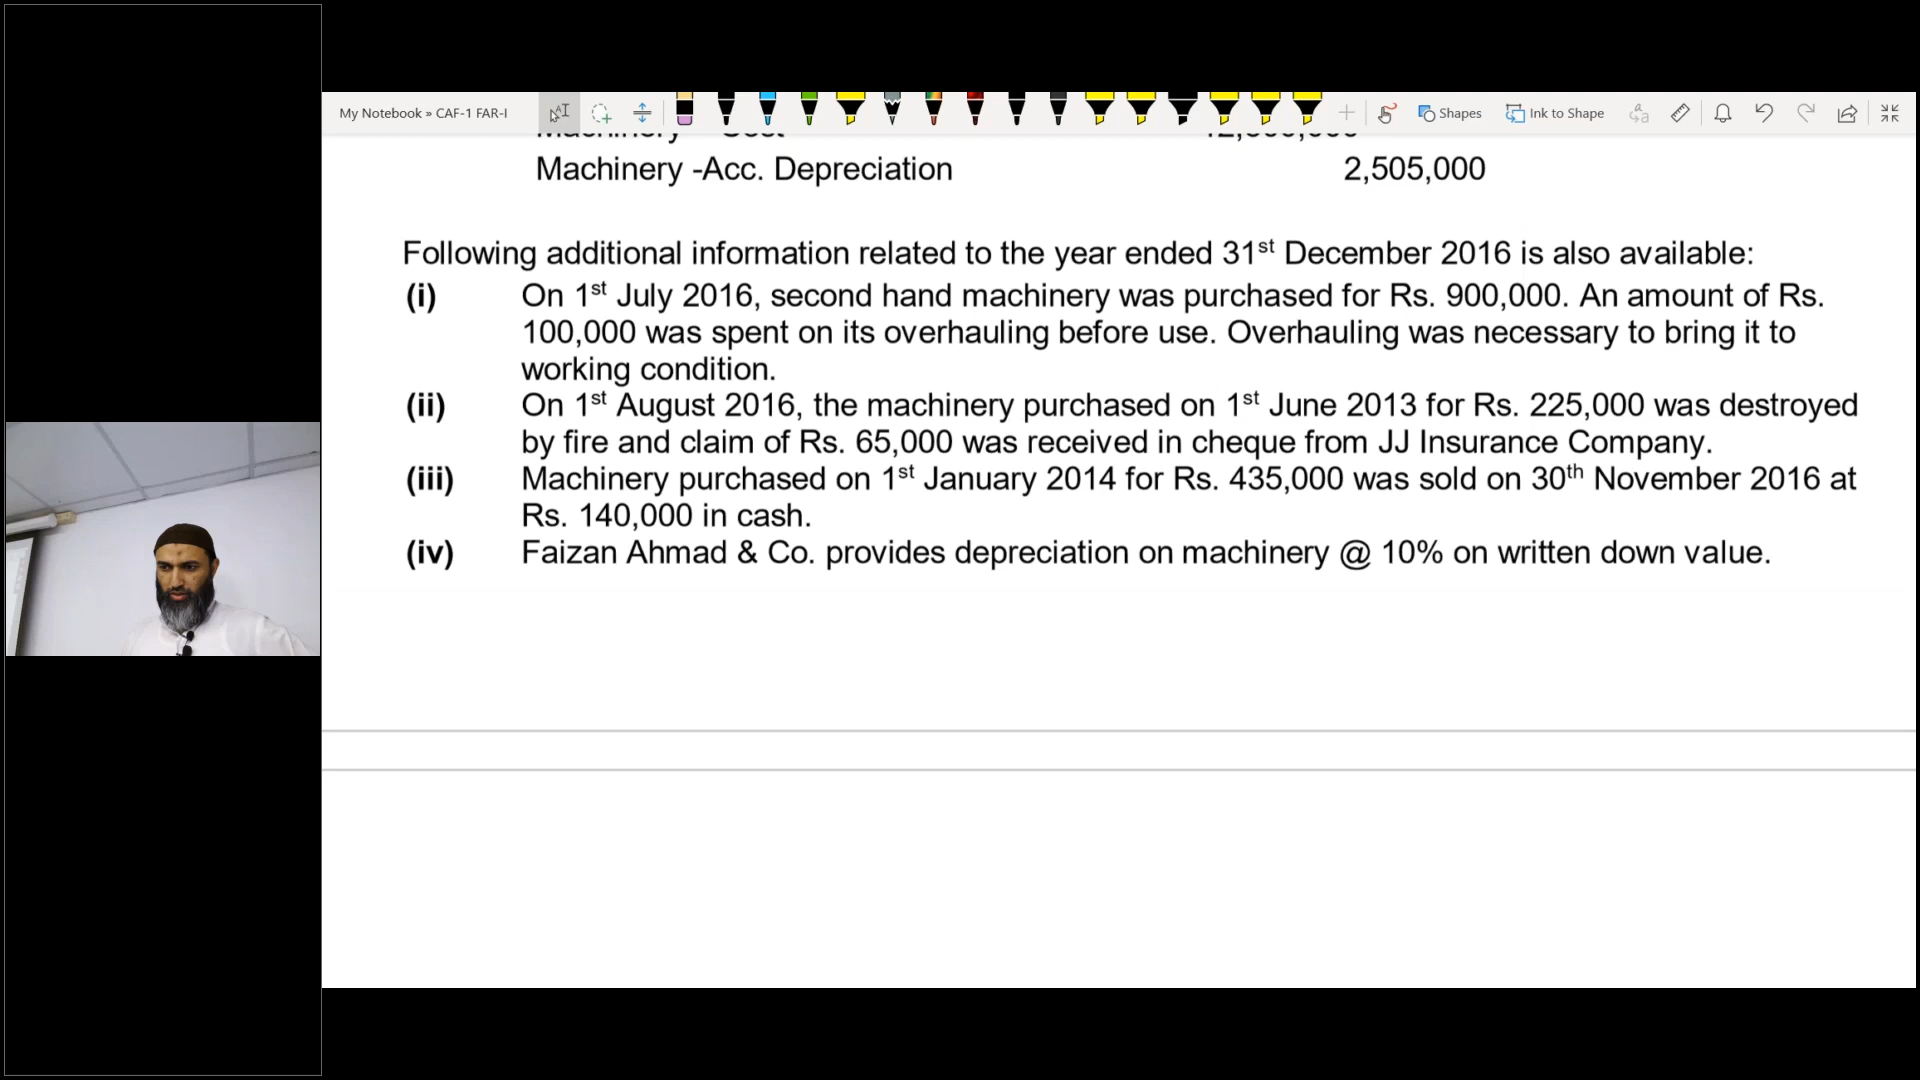 My Notebook » CAF-1 FAR-I
Shapes
Ink to Shape
Machinery - Cost
Machinery -Acc. Depreciation 2,505,000
Following additional information related to the year ended 31st December 2016 is also available:
(i) On 1st July 2016, second hand machinery was purchased for Rs. 900,000. An amount of Rs.
100,000 was spent on its overhauling before use. Overhauling was necessary to bring it to
working condition.
(ii) On 1st August 2016, the machinery purchased on 1st June 2013 for Rs. 225,000 was destroyed
by fire and claim of Rs. 65,000 was received in cheque from JJ Insurance Company.
(iii) Machinery purchased on 1st January 2014 for Rs. 435,000 was sold on 30th November 2016 at
Rs. 140,000 in cash.
(iv) Faizan Ahmad & Co. provides depreciation on machinery @ 10% on written down value.